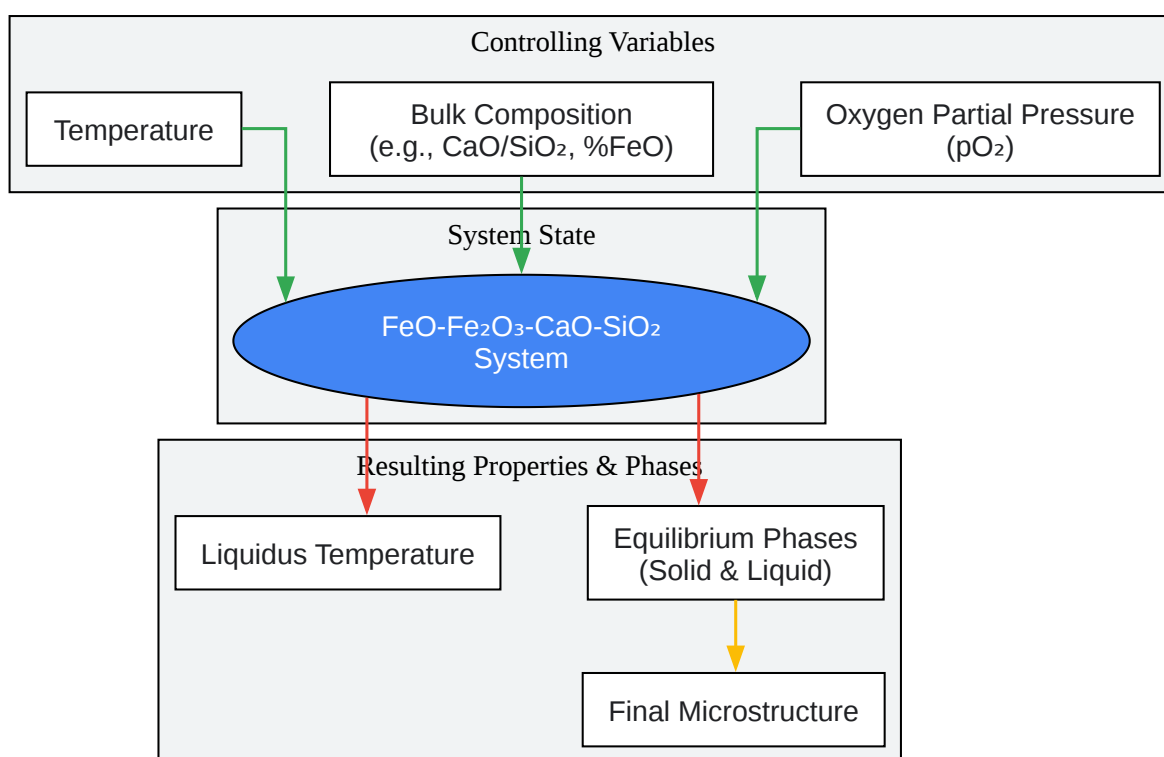 Controlling Variables
Temperature
Bulk Composition
(e.g., CaO/SiO₂, %FeO)
Oxygen Partial Pressure
(pO₂)
System State
FeO-Fe₂O₃-CaO-SiO₂
System
Resulting Properties & Phases
Liquidus Temperature
Equilibrium Phases
(Solid & Liquid)
Final Microstructure